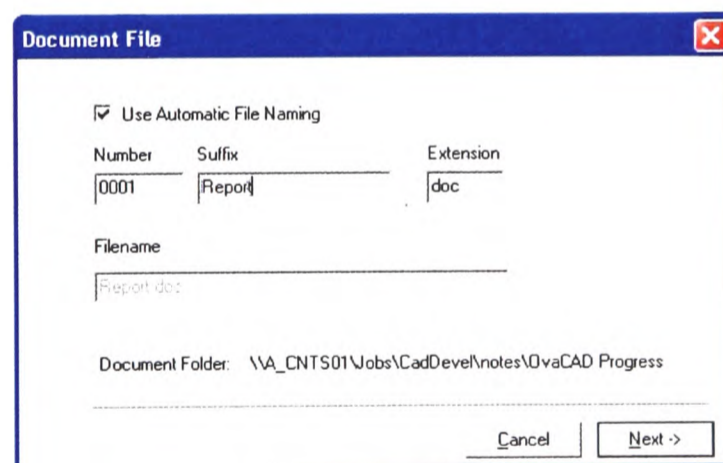 Document File
Use Automatic File Naming
Number Suffix Extension
0001 Report doc
Filename
Report doc
Document Folder: \\A_CNTS01\Jobs\CadDevel\notes\OvaCAD Progress
Cancel Next ->